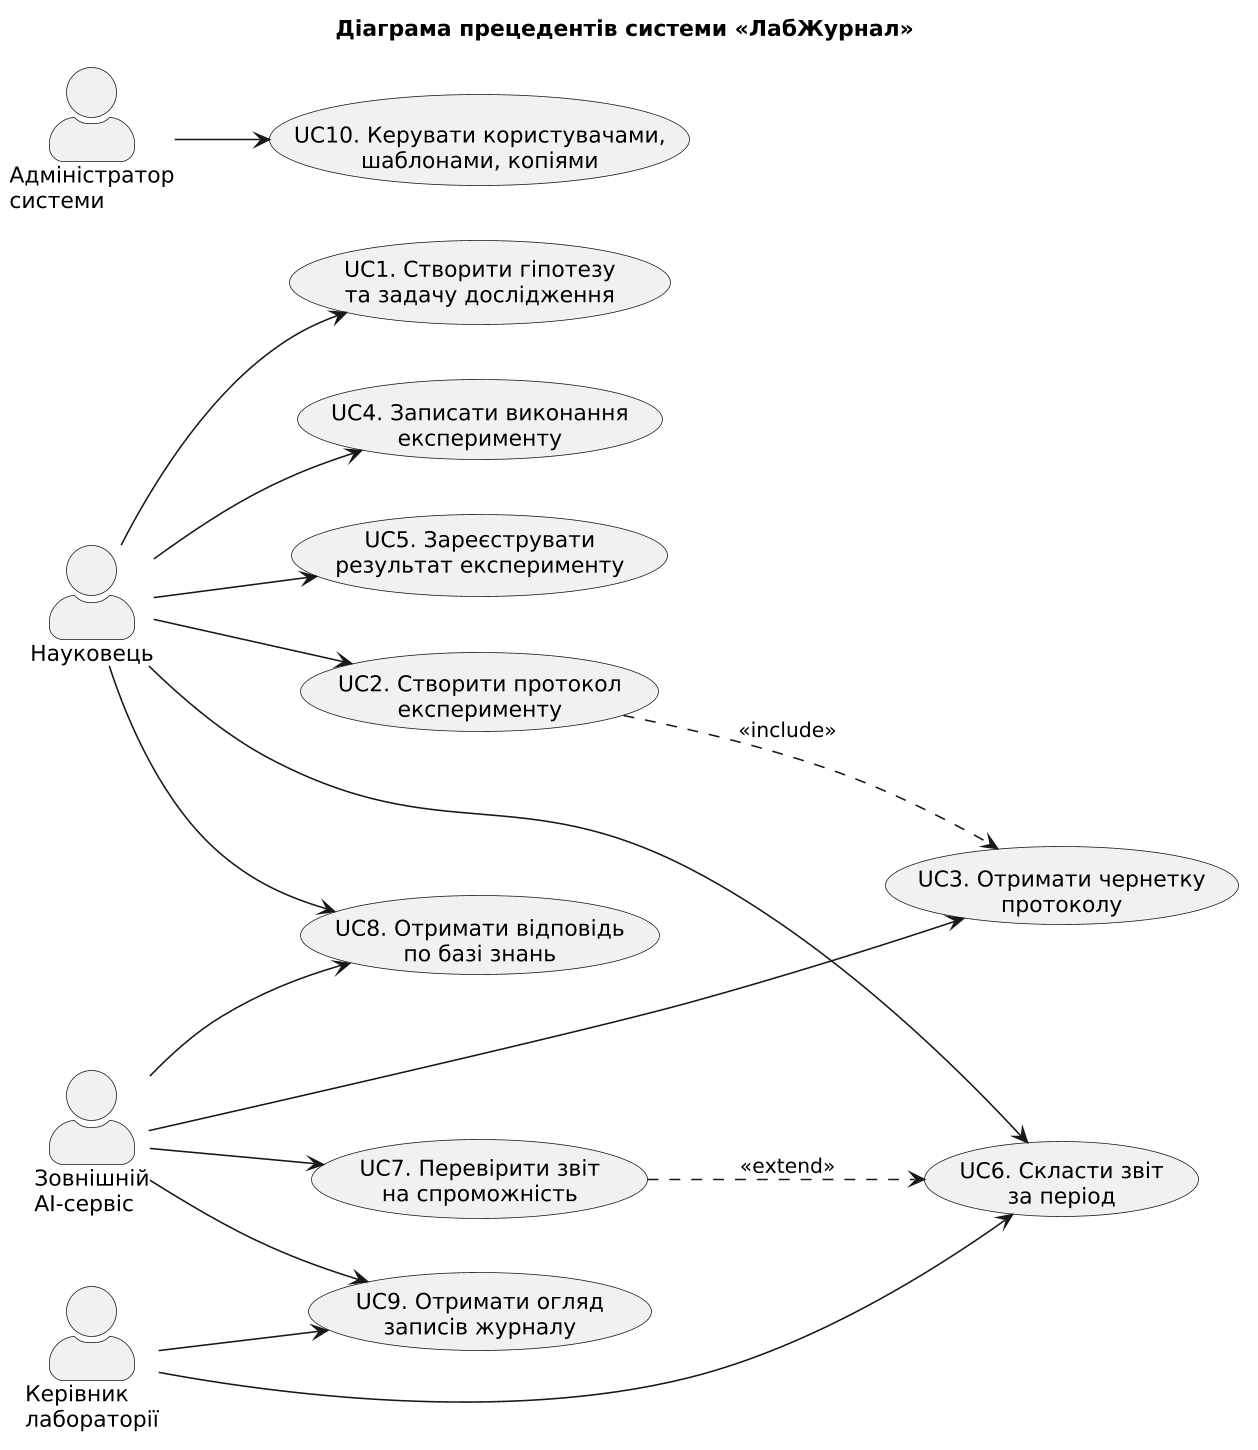 Діаграма прецедентів системи «ЛабЖурнал»
Адміністратор
системи
UC10. Керувати користувачами,
шаблонами, копіями
UC1. Створити гіпотезу
та задачу дослідження
UC4. Записати виконання
експерименту
UC5. Зареєструвати
результат експерименту
Науковець
UC2. Створити протокол
експерименту
«include»
UC3. Отримати чернетку
протоколу
UC8. Отримати відповідь
по базі знань
Зовнішній
AI-сервіс
UC7. Перевірити звіт
на спроможність
«extend»
UC6. Скласти звіт
за період
UC9. Отримати огляд
записів журналу
Керівник
лабораторії